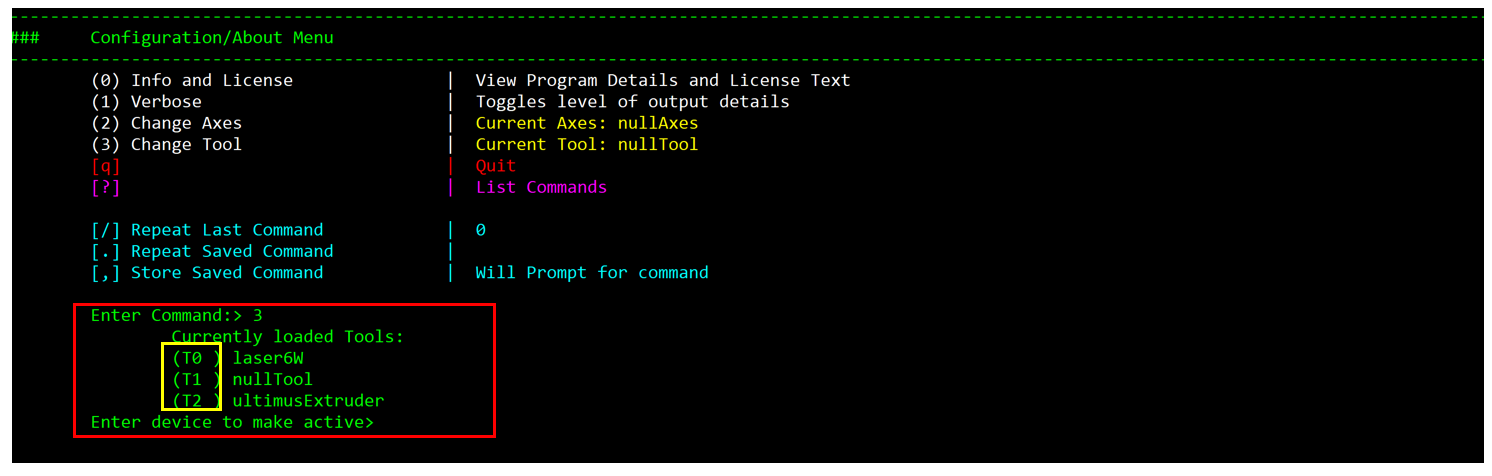 ### Configuration/About Menu
(0) Info and License | View Program Details and License Text
(1) Verbose | Toggles level of output details
(2) Change Axes | Current Axes: nullAxes
(3) Change Tool | Current Tool: nullTool
[q] | Quit
[?] | List Commands
[/] Repeat Last Command | 0
[.] Repeat Saved Command |
[,] Store Saved Command | Will Prompt for command
Enter Command:> 3
Currently loaded Tools:
(T0 ) laser6W
(T1 ) nullTool
(T2 ) ultimusExtruder
Enter device to make active>